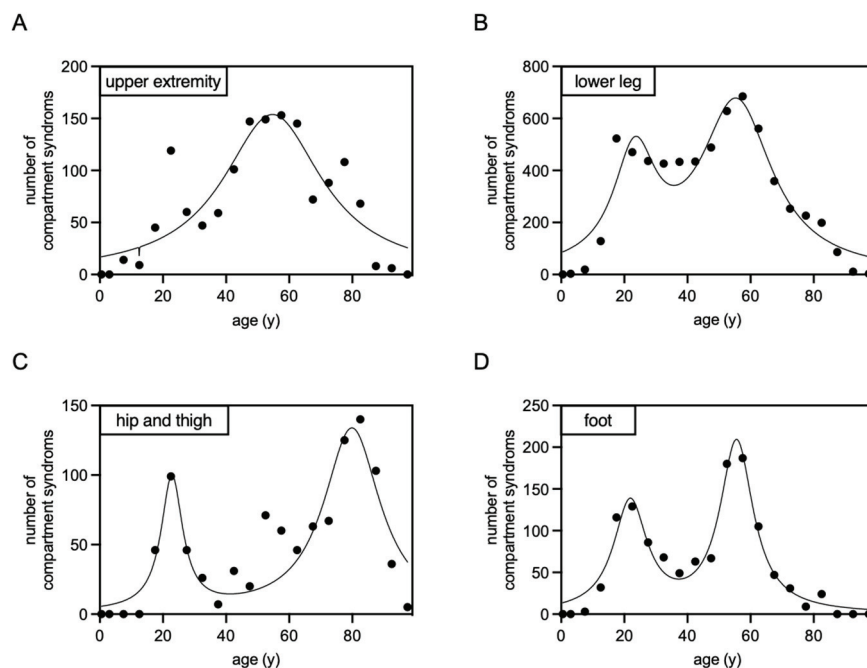 A
upper extremity
200
150
100
50
0
number of
compartment syndroms
0 20 40 60 80
age (y)
B
lower leg
800
600
400
200
0
number of
compartment syndroms
0 20 40 60 80
age (y)
C
hip and thigh
150
100
50
0
number of
compartment syndroms
0 20 40 60 80
age (y)
D
foot
250
200
150
100
50
0
number of
compartment syndroms
0 20 40 60 80
age (y)